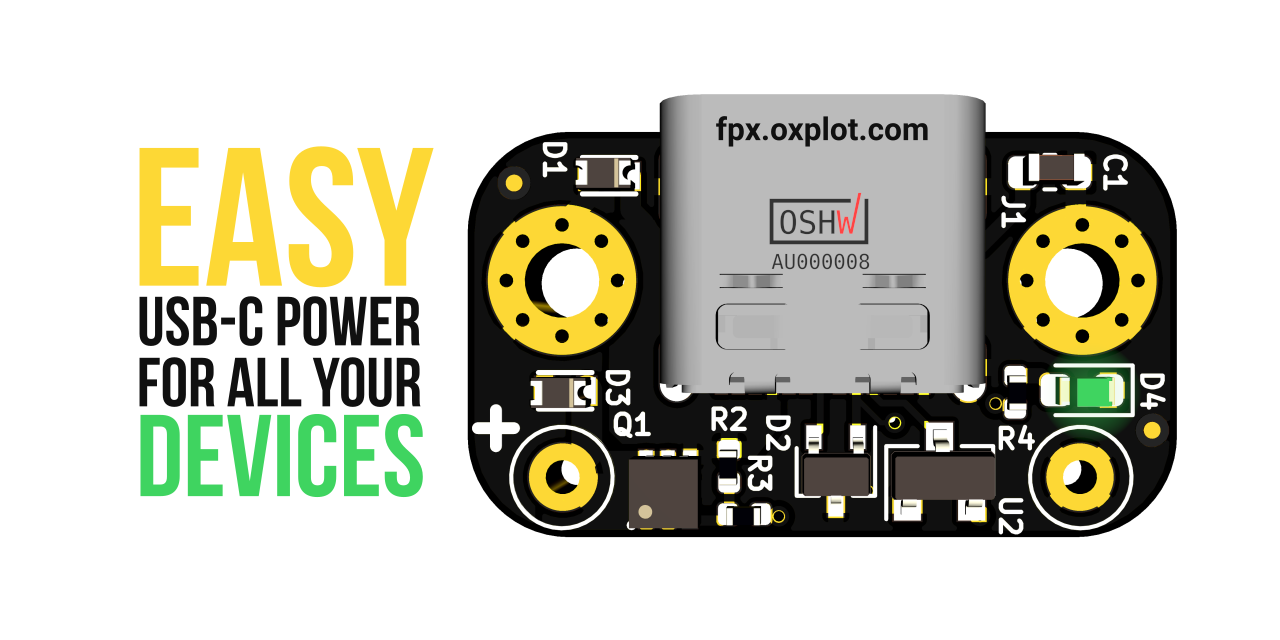 EASY
USB-C POWER
FOR ALL YOUR
DEVICES
fpx.oxplot.com
OSHW
AU000008
D1
C1
J1
D3
Q1
R2
D2
R3
R4
D4
U2
+